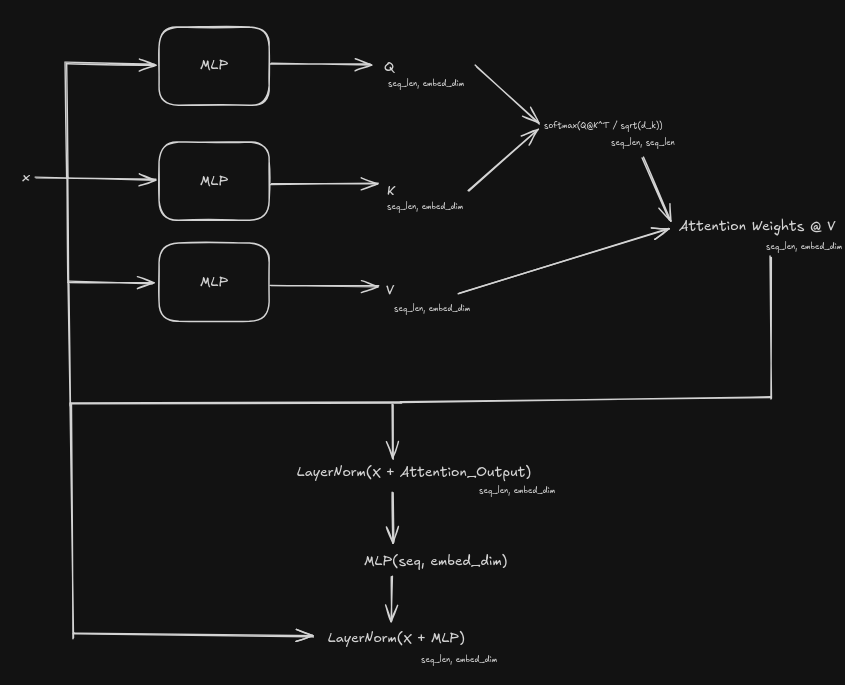 MLP
Q
seq_len, embed_dim
softmax(Q@K^T / sqrt(d_k))
seq_len, seq_len
x
MLP
K
seq_len, embed_dim
Attention Weights @ V
seq_len, embed_dim
MLP
V
seq_len, embed_dim
LayerNorm(X + Attention_Output)
seq_len, embed_dim
MLP(seq, embed_dim)
LayerNorm(X + MLP)
seq_len, embed_dim